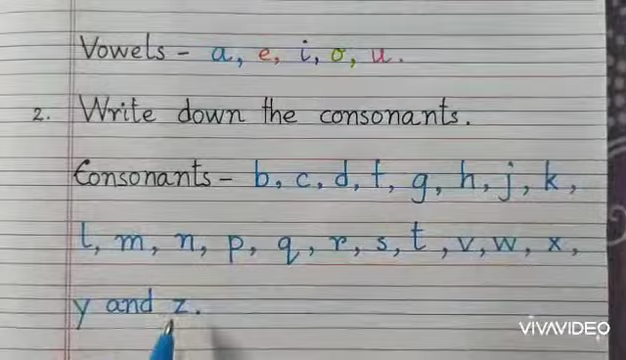 Vowels - a, e, i, o, u.
2. Write down the consonants.
Consonants - b, c, d, f, g, h, j, k,
l, m, n, p, q, r, s, t, v, w, x,
y and z.
VIVAVIDEO